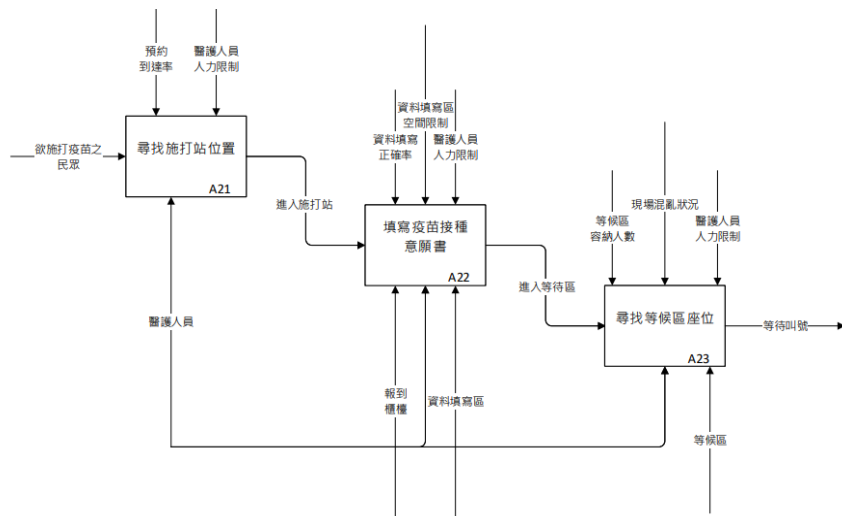 預約
到達率
醫護人員
人力限制
欲施打疫苗之
民眾
尋找施打站位置
A21
進入施打站
資料填寫區
空間限制
資料填寫
正確率
醫護人員
人力限制
填寫疫苗接種
意願書
A22
進入等待區
現場混亂狀況
等候區
容納人數
醫護人員
人力限制
尋找等候區座位
A23
等待叫號
醫護人員
報到
櫃檯
資料填寫區
等候區